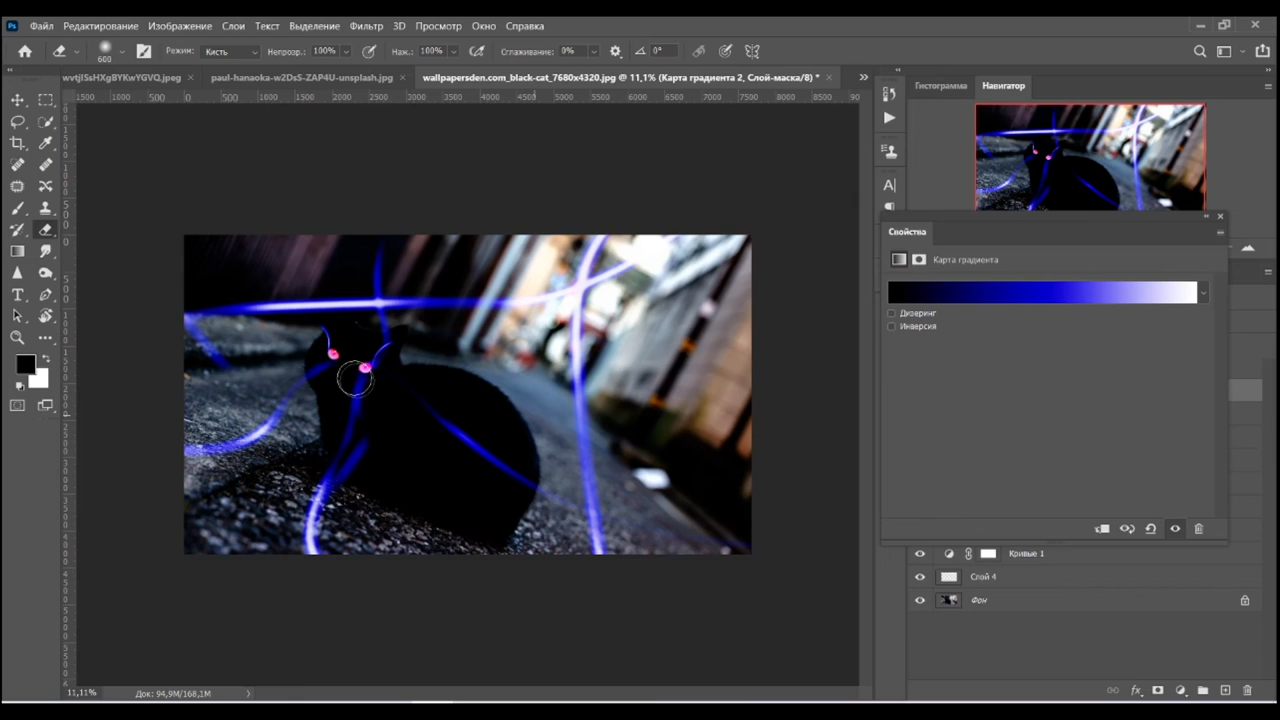 Ps Файл Редактирование Изображение Слои Текст Выделение Фильтр 3D Просмотр Окно Справка
600 Режим: Кисть Непрозр.: 100% Наж.: 100% Сглаживание: 0% 0°
wvtjlSsHXgBYKwYGVQ.jpeg × paul-hanaoka-w2DsS-ZAP4U-unsplash.jpg × wallpapersden.com_black-cat_7680x4320.jpg @ 11,1% (Карта градиента 2, Слой-маска/8) * ×
Гистограмма Навигатор
1500 1000 500 0 500 1000 1500 2000 2500 3000 3500 4000 4500 5000 5500 6000 6500 7000 7500 8000 8500 90
Свойства
Карта градиента
Дизеринг
Инверсия
Кривые 1
Слой 4
Фон
11,11% Док: 94,9M/168,1M